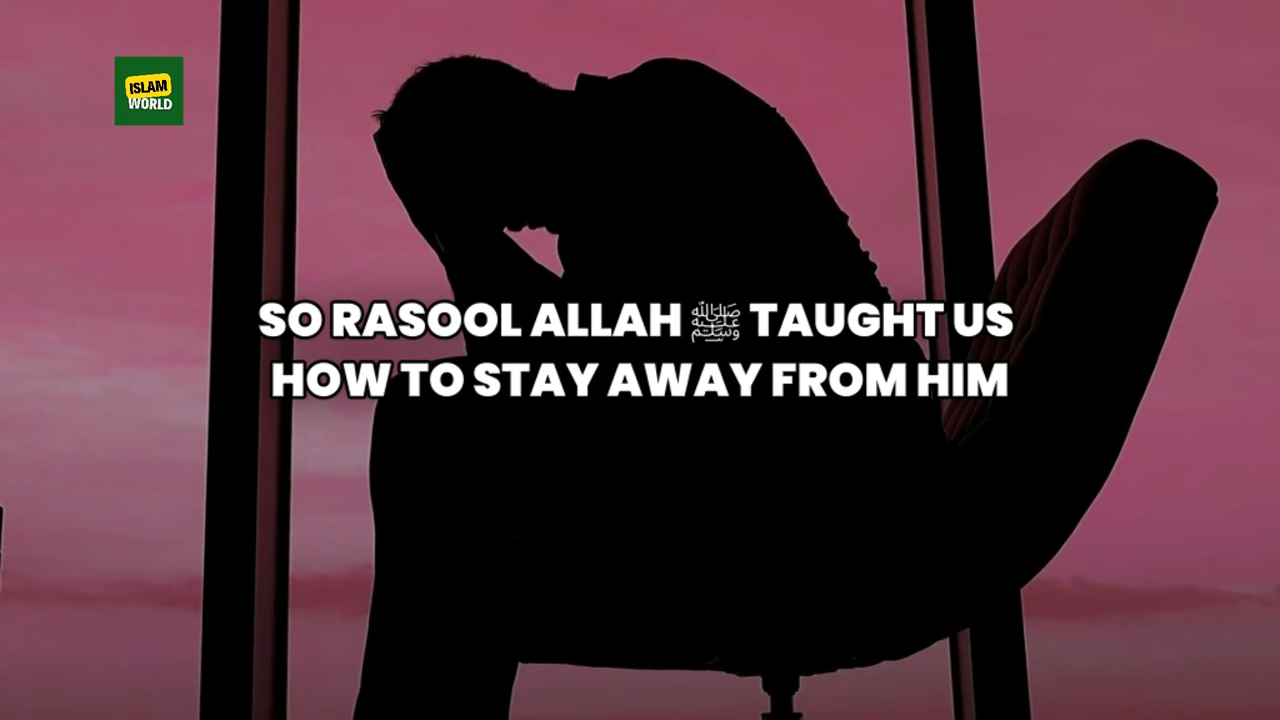 ISLAM
WORLD
SO RASOOL ALLAH ﷺ TAUGHT US
HOW TO STAY AWAY FROM HIM